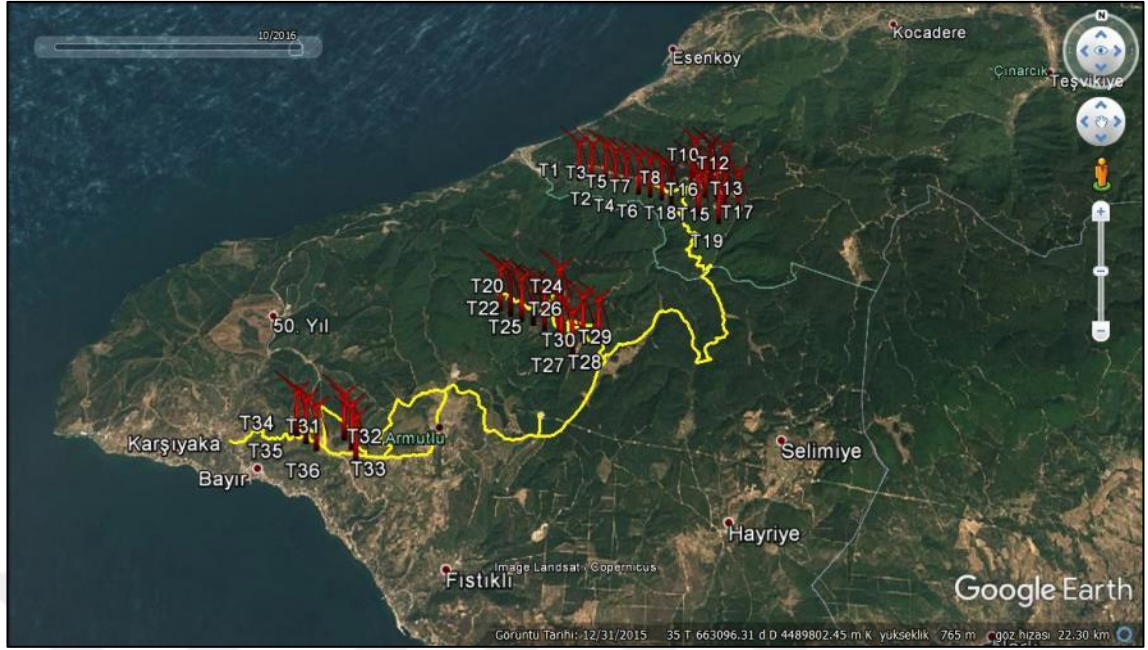 10/2016
N
Kocadere
Esenköy
Çınarcık
Teşvikiye
T10
T12
T1
T3
T5
T7
T8
T16
T13
T2
T4
T6
T18
T15
T17
T19
T20
T24
T22
T26
T25
T30
T29
T27
T28
50. Yıl
T34
T31
T32
Armutlu
Karşıyaka
T35
T33
T36
Bayır
Selimiye
Hayriye
Fıstıklı
Image Landsat / Copernicus
Google Earth
Görüntü Tarihi: 12/31/2015 35 T 663096.31 d D 4489802.45 m K yükseklik 765 m göz hizası 22.30 km